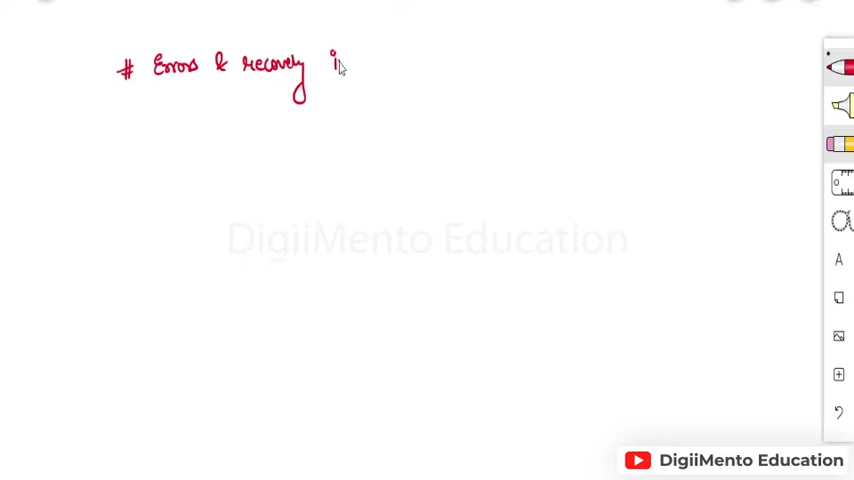 # Errors & recovery i
DigiiMento Education
A
DigiiMento Education